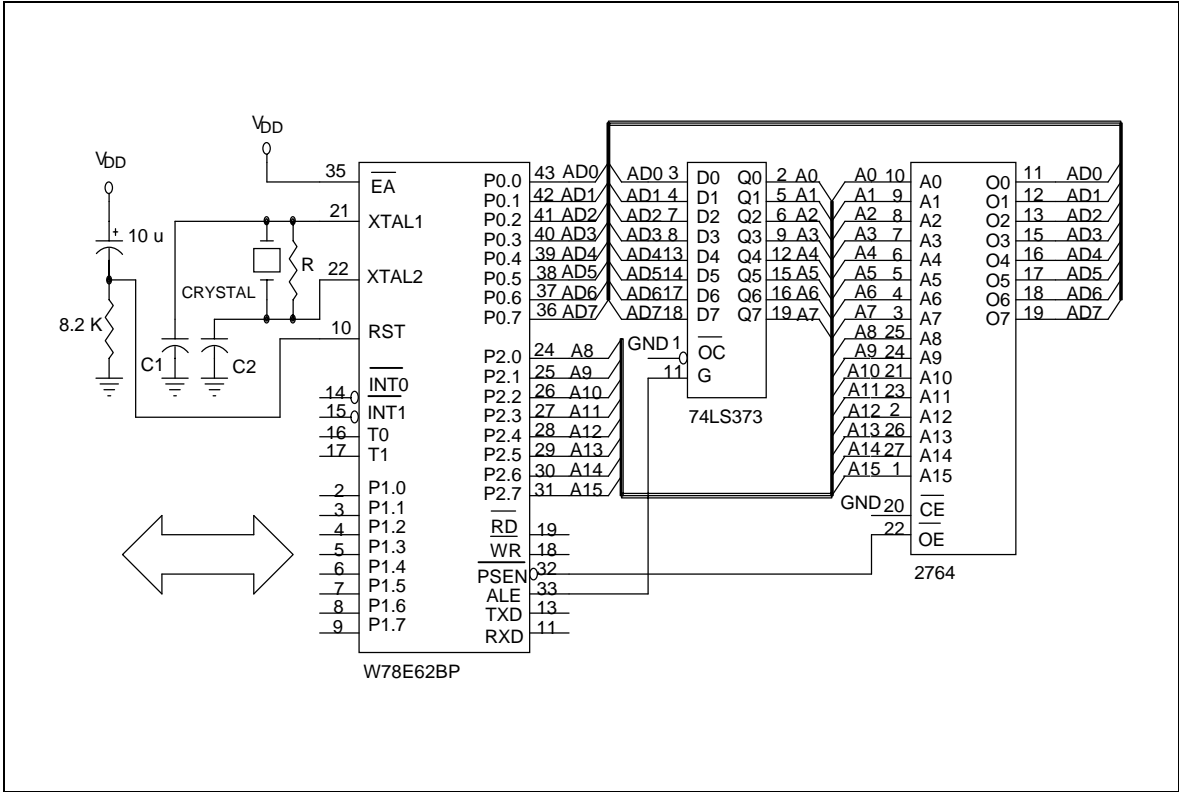 VDD
VDD
10 u
8.2 K
C1
C2
CRYSTAL
R
35 EA
21 XTAL1
22 XTAL2
10 RST
14 INT0
15 INT1
16 T0
17 T1
2 P1.0
3 P1.1
4 P1.2
5 P1.3
6 P1.4
7 P1.5
8 P1.6
9 P1.7
P0.0 43 AD0
P0.1 42 AD1
P0.2 41 AD2
P0.3 40 AD3
P0.4 39 AD4
P0.5 38 AD5
P0.6 37 AD6
P0.7 36 AD7
P2.0 24 A8
P2.1 25 A9
P2.2 26 A10
P2.3 27 A11
P2.4 28 A12
P2.5 29 A13
P2.6 30 A14
P2.7 31 A15
RD 19
WR 18
PSEN 32
ALE 33
TXD 13
RXD 11
W78E62BP
AD0 3 D0 Q0 2 A0
AD1 4 D1 Q1 5 A1
AD2 7 D2 Q2 6 A2
AD3 8 D3 Q3 9 A3
AD4 13 D4 Q4 12 A4
AD5 14 D5 Q5 15 A5
AD6 17 D6 Q6 16 A6
AD7 18 D7 Q7 19 A7
GND 1 OC
11 G
74LS373
A0 10 A0 O0 11 AD0
A1 9 A1 O1 12 AD1
A2 8 A2 O2 13 AD2
A3 7 A3 O3 15 AD3
A4 6 A4 O4 16 AD4
A5 5 A5 O5 17 AD5
A6 4 A6 O6 18 AD6
A7 3 A7 O7 19 AD7
A8 25 A8
A9 24 A9
A10 21 A10
A11 23 A11
A12 2 A12
A13 26 A13
A14 27 A14
A15 1 A15
GND 20 CE
22 OE
2764